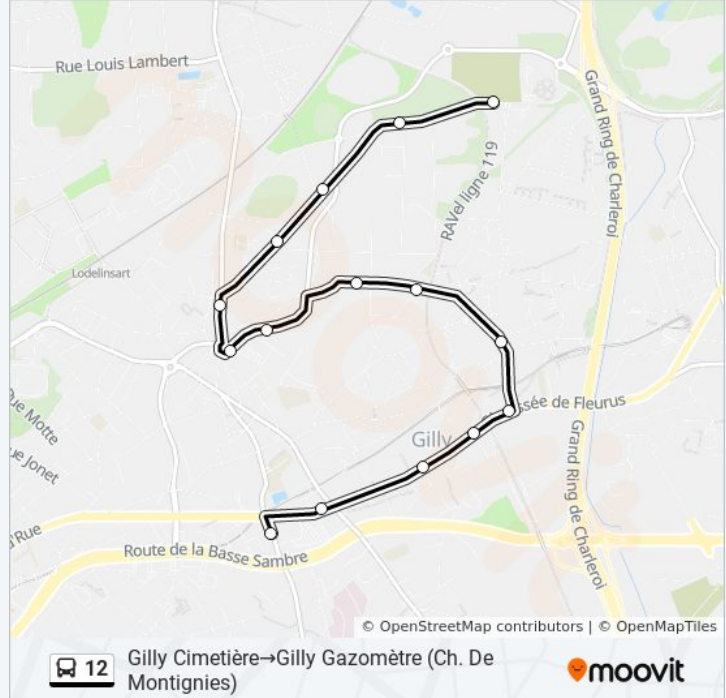 Rue Louis Lambert
Grand Ring de Charleroi
RAVel ligne 119
Lodelinsart
Rue Motte
Jonet
ssée de Fleurus
Gilly
Grand Ring de Charleroi
d'Rue
Route de la Basse Sambre
© OpenStreetMap contributors | © OpenMapTiles
12
Gilly Cimetière→Gilly Gazomètre (Ch. De
Montignies)
moovit